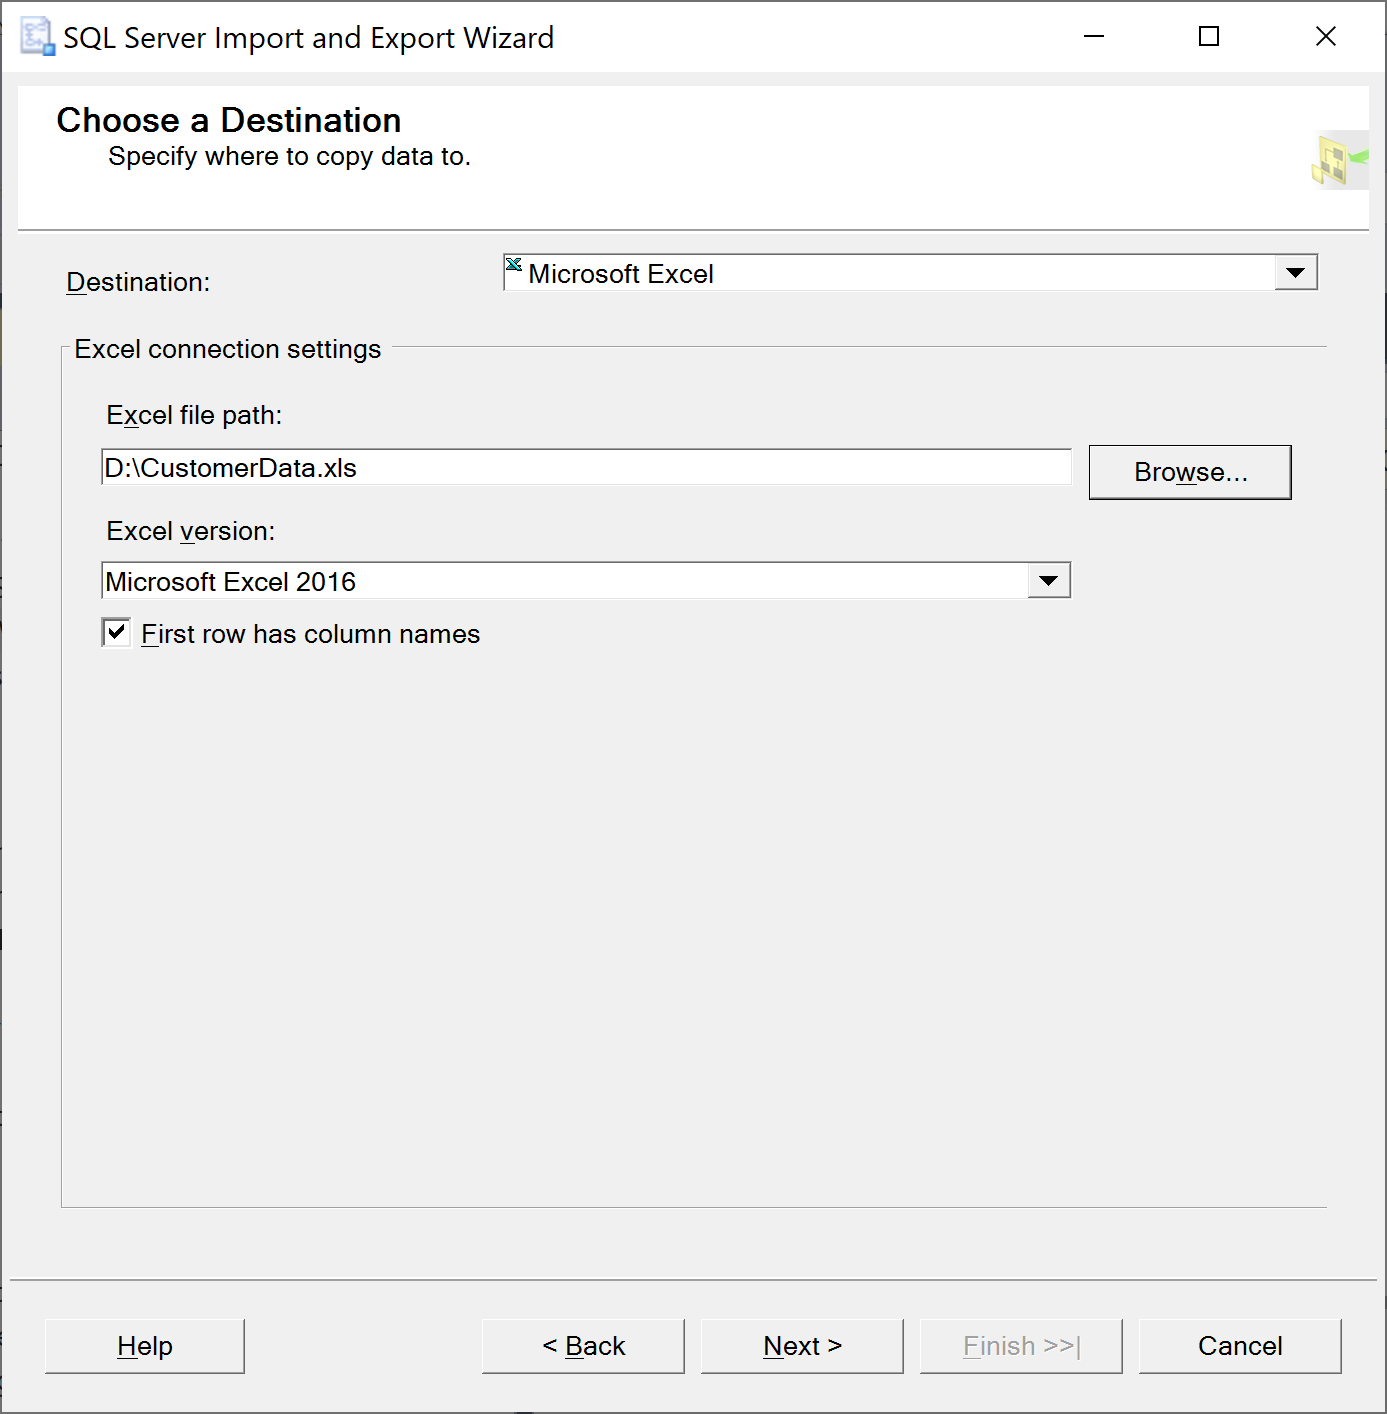 SQL Server Import and Export Wizard
Choose a Destination
Specify where to copy data to.
Destination:
Microsoft Excel
Excel connection settings
Excel file path:
D:\CustomerData.xls
Browse...
Excel version:
Microsoft Excel 2016
First row has column names
Help
< Back
Next >
Finish >>|
Cancel